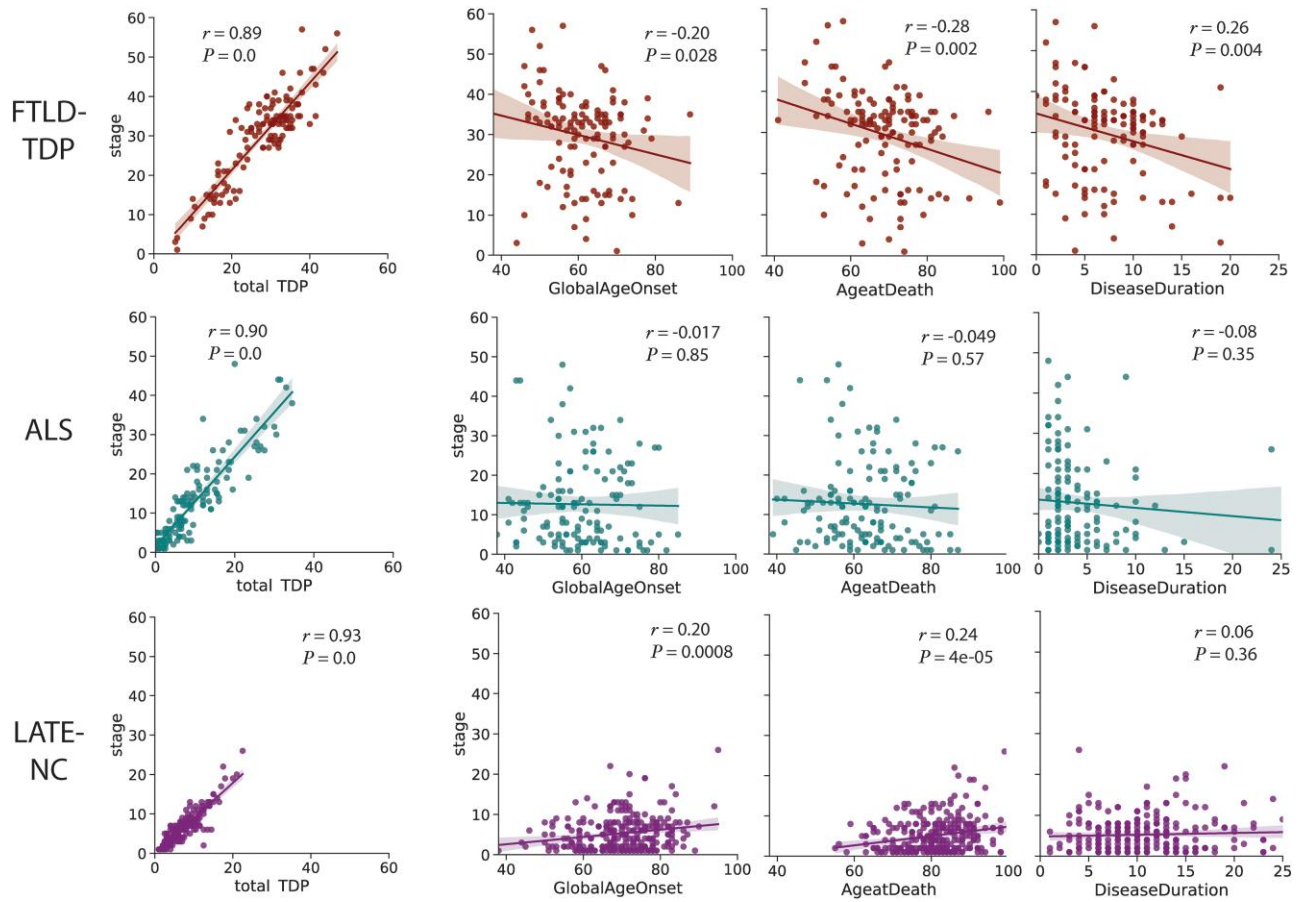 FTLD-
TDP
stage
60
50
40
30
20
10
0
r = 0.89
P = 0.0
0 20 40 60
total TDP
r = -0.20
P = 0.028
40 60 80 100
GlobalAgeOnset
r = -0.28
P = 0.002
40 60 80 100
AgeatDeath
r = 0.26
P = 0.004
0 5 10 15 20 25
DiseaseDuration
ALS
stage
60
50
40
30
20
10
0
r = 0.90
P = 0.0
0 20 40 60
total TDP
stage
60
50
40
30
20
10
0
r = -0.017
P = 0.85
40 60 80 100
GlobalAgeOnset
r = -0.049
P = 0.57
40 60 80 100
AgeatDeath
r = -0.08
P = 0.35
0 5 10 15 20 25
DiseaseDuration
LATE-
NC
stage
60
50
40
30
20
10
0
r = 0.93
P = 0.0
0 20 40 60
total TDP
stage
60
50
40
30
20
10
0
r = 0.20
P = 0.0008
40 60 80 100
GlobalAgeOnset
r = 0.24
P = 4e-05
40 60 80 100
AgeatDeath
r = 0.06
P = 0.36
0 5 10 15 20 25
DiseaseDuration
stage
60
50
40
30
20
10
0